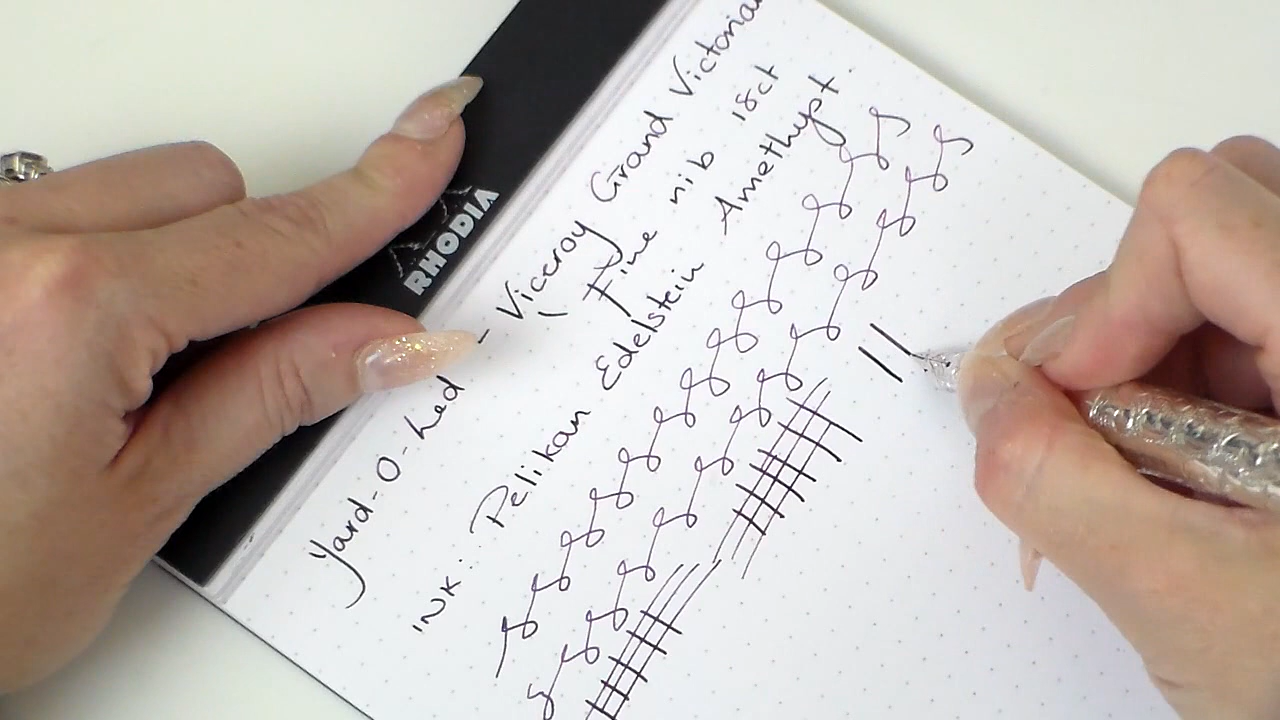 RHODIA
Yard-O-Led - Viceroy Grand Victorian
( Fine nib 18ct
INK: Pelikan Edelstein Amethyst.